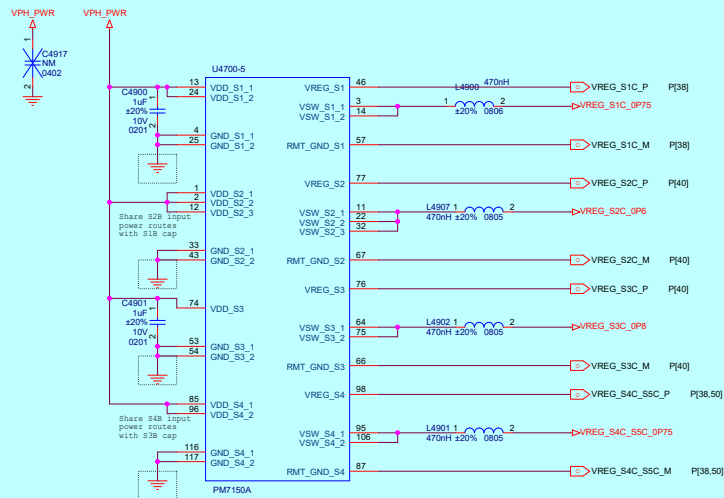 VPH_PWR
VPH_PWR
1
C4917
NM
0402
2
U4700-5
13 VDD_S1_1
24 VDD_S1_2
C4900
1uF
±20%
10V
0201
1
2
4 GND_S1_1
25 GND_S1_2
1 VDD_S2_1
2 VDD_S2_2
12 VDD_S2_3
Share S2B input
power routes
with S1B cap
33 GND_S2_1
43 GND_S2_2
C4901
1uF
±20%
10V
0201
1
2
74 VDD_S3
53 GND_S3_1
54 GND_S3_2
85 VDD_S4_1
96 VDD_S4_2
Share S4B input
power routes
with S3B cap
116 GND_S4_1
117 GND_S4_2
PM7150A
VREG_S1 46 VREG_S1C_P P[38]
VSW_S1_1 3
VSW_S1_2 14
L4900 470nH
1 2 VREG_S1C_0P75
±20% 0806
RMT_GND_S1 57 VREG_S1C_M P[38]
VREG_S2 77 VREG_S2C_P P[40]
VSW_S2_1 11
VSW_S2_2 22
VSW_S2_3 32
L4907 1 2 VREG_S2C_0P6
470nH ±20% 0805
RMT_GND_S2 67 VREG_S2C_M P[40]
VREG_S3 76 VREG_S3C_P P[40]
VSW_S3_1 64
VSW_S3_2 75
L4902 1 2 VREG_S3C_0P8
470nH ±20% 0805
RMT_GND_S3 66 VREG_S3C_M P[40]
VREG_S4 98 VREG_S4C_S5C_P P[38,50]
VSW_S4_1 95
VSW_S4_2 106
L4901 1 2 VREG_S4C_S5C_0P75
470nH ±20% 0805
RMT_GND_S4 87 VREG_S4C_S5C_M P[38,50]